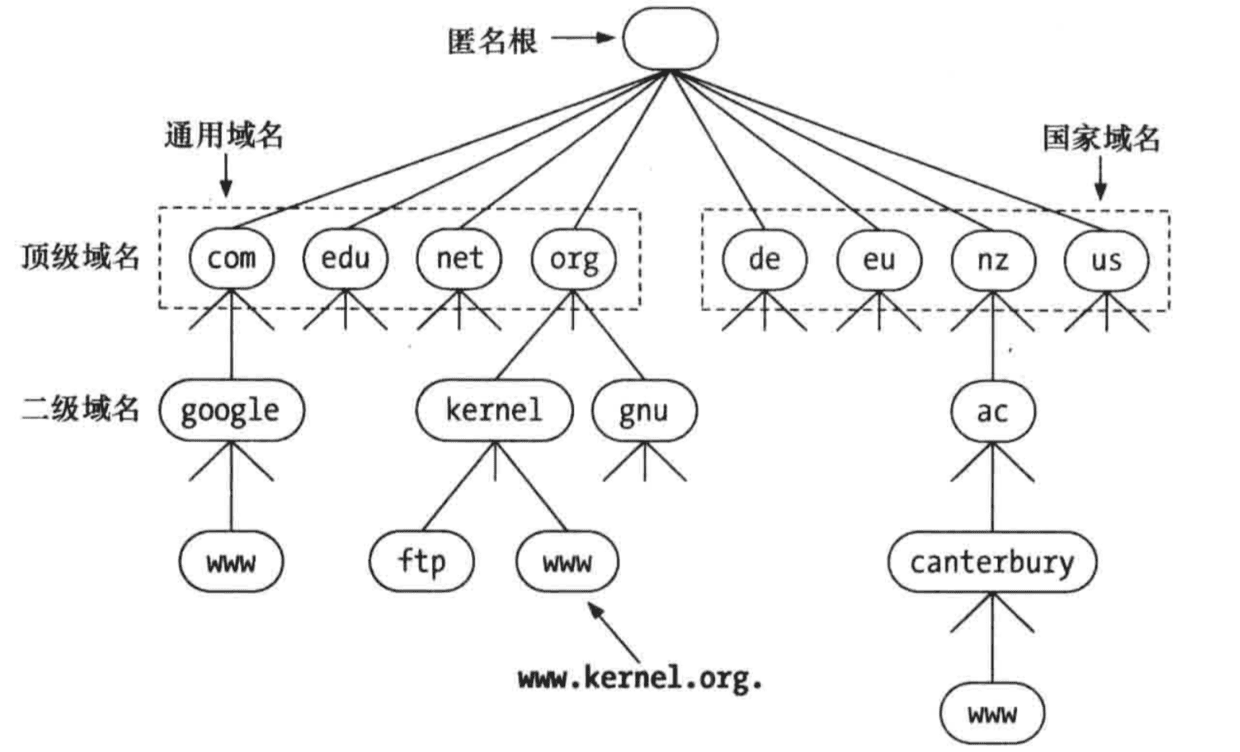 匿名根
通用域名
国家域名
顶级域名
com
edu
net
org
de
eu
nz
us
二级域名
google
kernel
gnu
ac
www
ftp
www
canterbury
www.kernel.org.
www